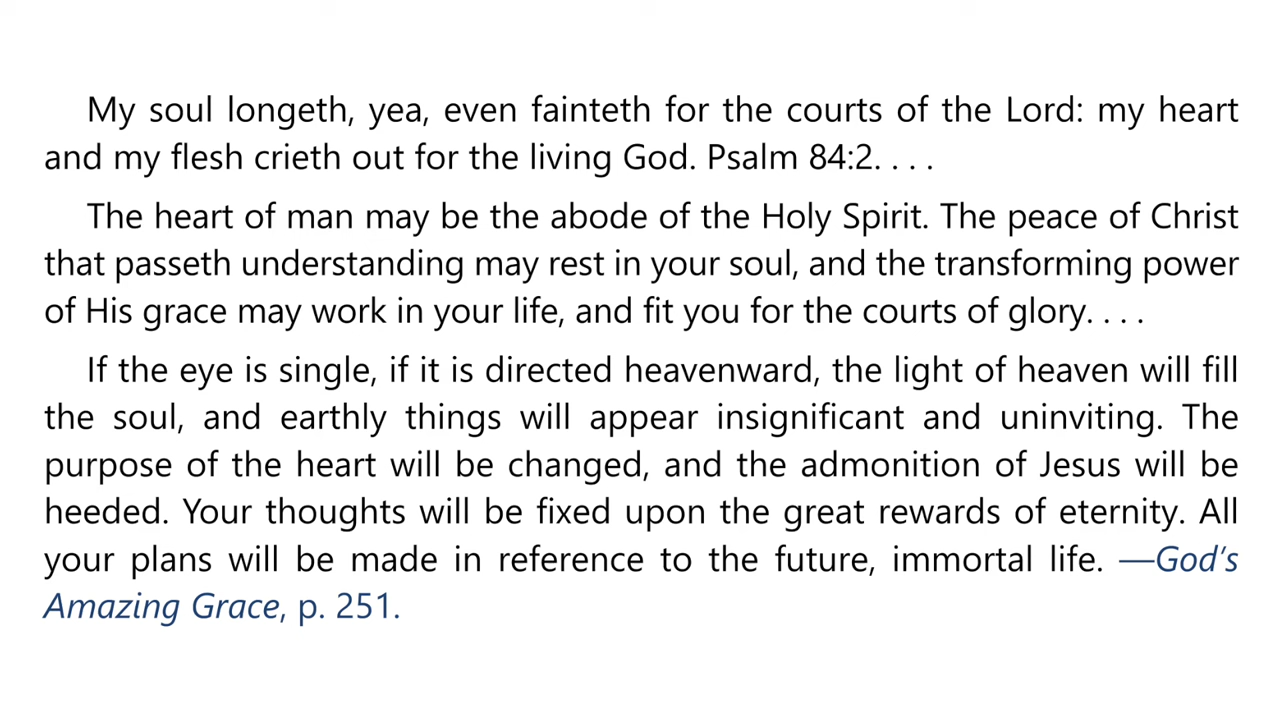 My soul longeth, yea, even fainteth for the courts of the Lord: my heart
and my flesh crieth out for the living God. Psalm 84:2. . . .
The heart of man may be the abode of the Holy Spirit. The peace of Christ
that passeth understanding may rest in your soul, and the transforming power
of His grace may work in your life, and fit you for the courts of glory. . . .
If the eye is single, if it is directed heavenward, the light of heaven will fill
the soul, and earthly things will appear insignificant and uninviting. The
purpose of the heart will be changed, and the admonition of Jesus will be
heeded. Your thoughts will be fixed upon the great rewards of eternity. All
your plans will be made in reference to the future, immortal life. —God’s
Amazing Grace, p. 251.